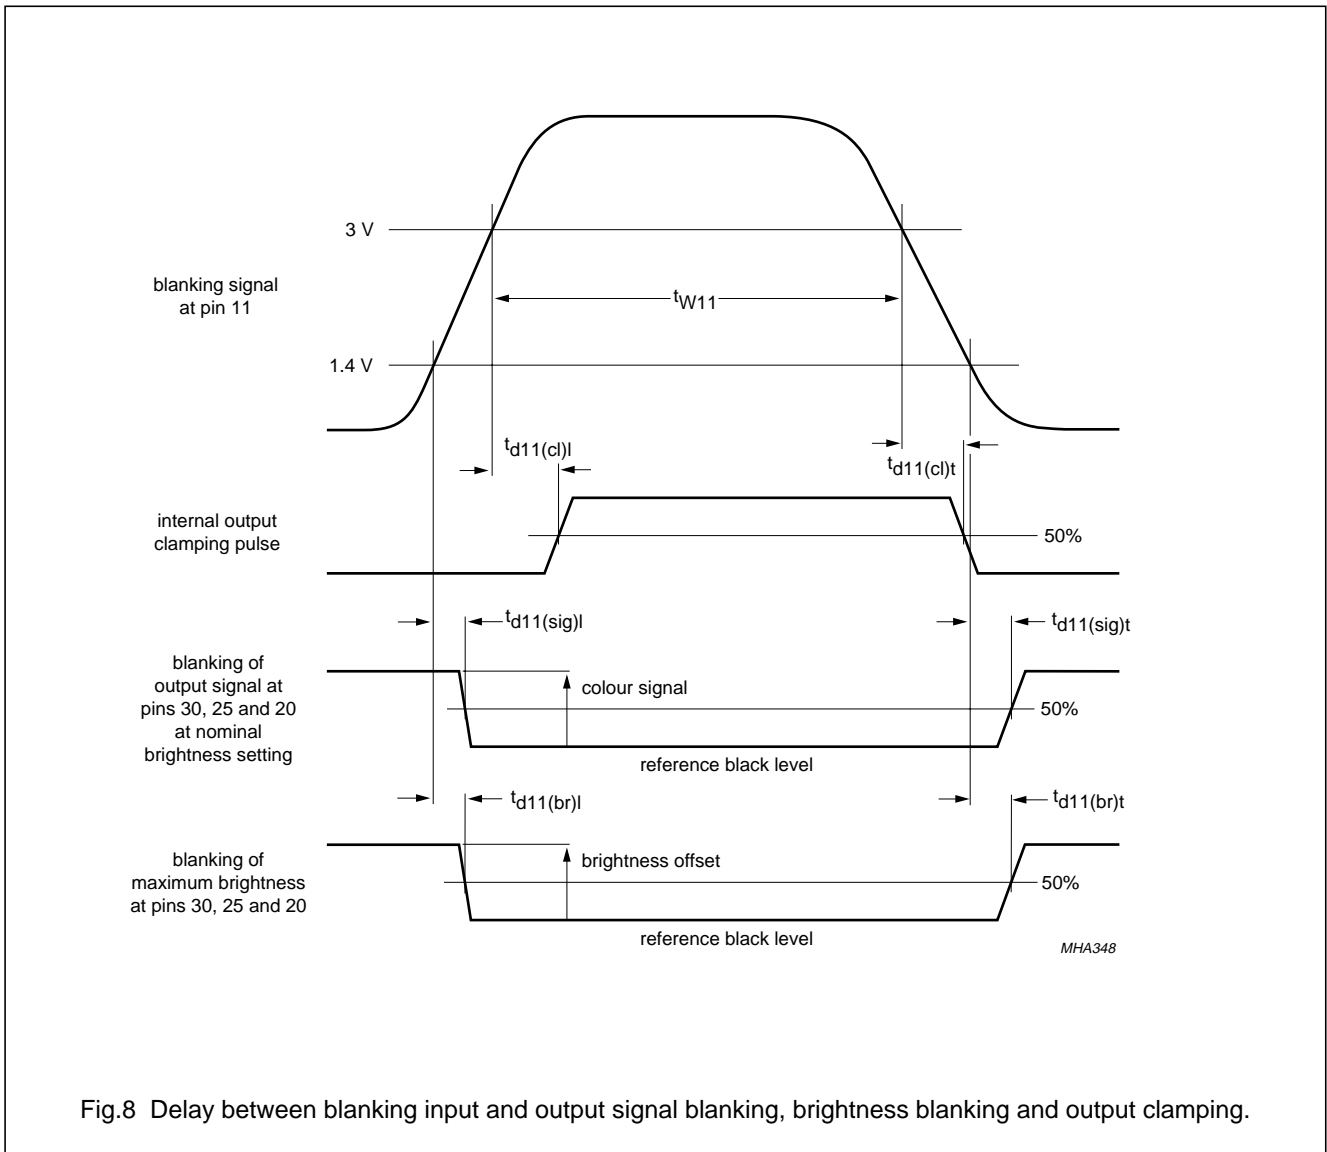 3 V
blanking signal
at pin 11
tW11
1.4 V
td11(cl)l
td11(cl)t
internal output
clamping pulse
50%
td11(sig)l
td11(sig)t
blanking of
output signal at
pins 30, 25 and 20
at nominal
brightness setting
colour signal
50%
reference black level
td11(br)l
td11(br)t
blanking of
maximum brightness
at pins 30, 25 and 20
brightness offset
50%
reference black level
MHA348
Fig.8 Delay between blanking input and output signal blanking, brightness blanking and output clamping.